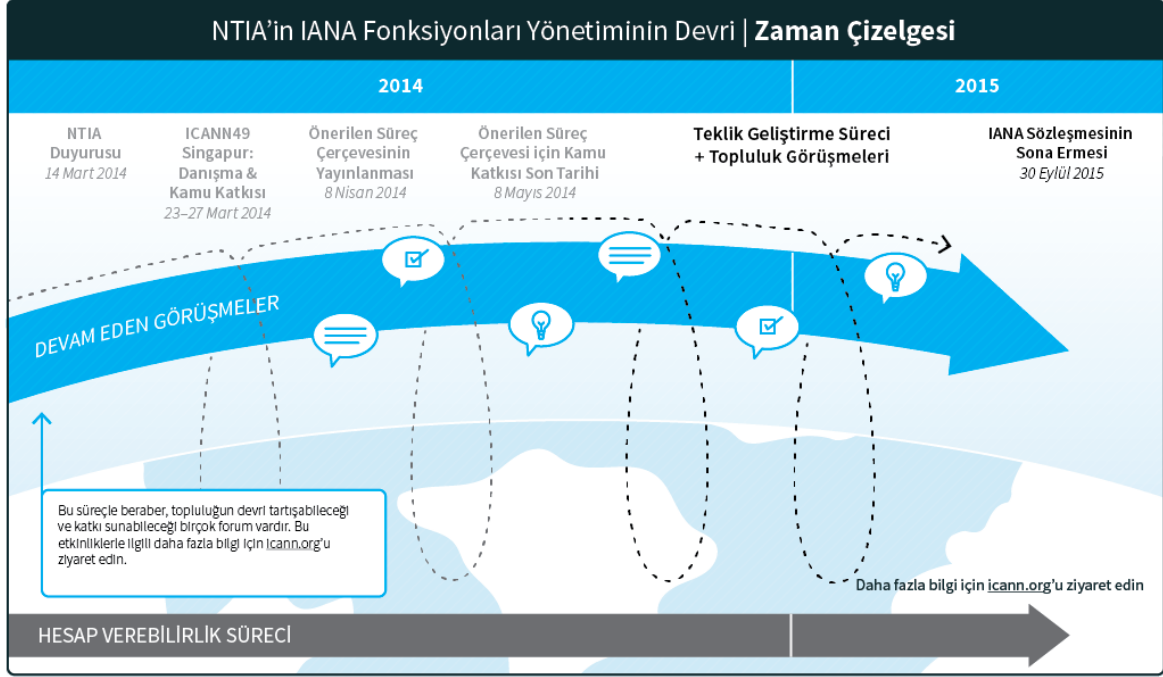 NTIA’in IANA Fonksiyonları Yönetiminin Devri | Zaman Çizelgesi
2014
2015
NTIA
Duyurusu
14 Mart 2014
ICANN49
Singapur:
Danışma &
Kamu Katkısı
23–27 Mart 2014
Önerilen Süreç
Çerçevesinin
Yayınlanması
8 Nisan 2014
Önerilen Süreç
Çerçevesi için Kamu
Katkısı Son Tarihi
8 Mayıs 2014
Teklik Geliştirme Süreci
+ Topluluk Görüşmeleri
IANA Sözleşmesinin
Sona Ermesi
30 Eylül 2015
DEVAM EDEN GÖRÜŞMELER
Bu süreçle beraber, topluluğun devri tartışabileceği
ve katkı sunabileceği birçok forum vardır. Bu
etkinliklerle ilgili daha fazla bilgi için icann.org’u
ziyaret edin.
Daha fazla bilgi için icann.org’u ziyaret edin
HESAP VEREBİLİRLİK SÜRECİ